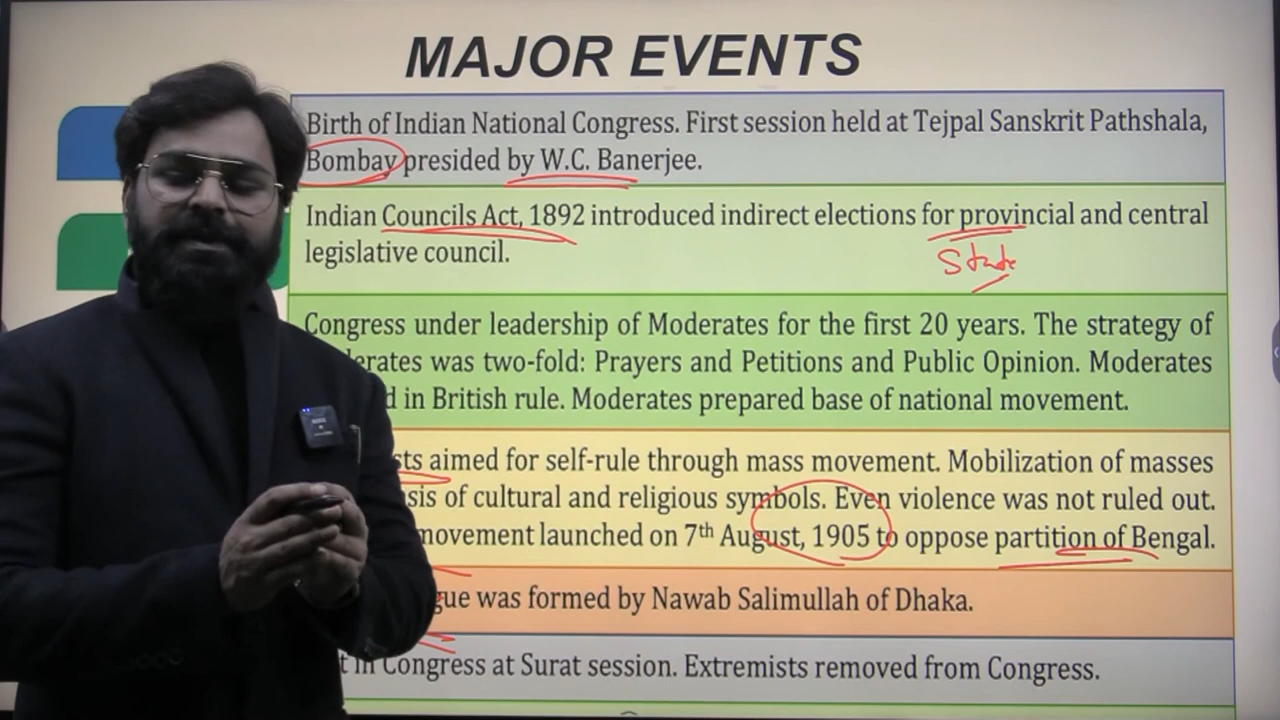 MAJOR EVENTS
Birth of Indian National Congress. First session held at Tejpal Sanskrit Pathshala,
Bombay presided by W.C. Banerjee.
Indian Councils Act, 1892 introduced indirect elections for provincial and central
legislative council.
State
Congress under leadership of Moderates for the first 20 years. The strategy of
erates was two-fold: Prayers and Petitions and Public Opinion. Moderates
d in British rule. Moderates prepared base of national movement.
sts aimed for self-rule through mass movement. Mobilization of masses
sis of cultural and religious symbols. Even violence was not ruled out.
movement launched on 7th August, 1905 to oppose partition of Bengal.
gue was formed by Nawab Salimullah of Dhaka.
t in Congress at Surat session. Extremists removed from Congress.